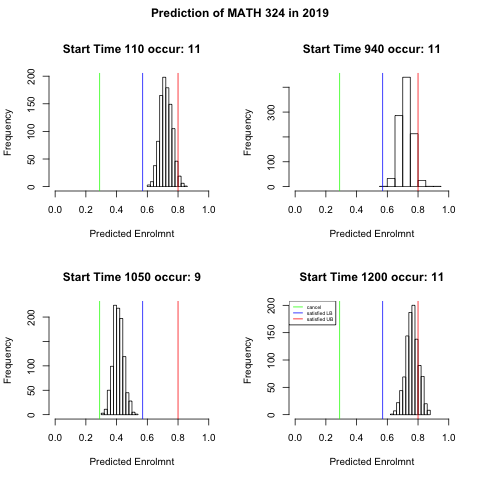 Prediction of MATH 324 in 2019
Start Time 110 occur: 11
Frequency
0 50 100 150 200
0.0 0.2 0.4 0.6 0.8 1.0
Predicted Enrolmnt
Start Time 940 occur: 11
Frequency
0 100 300
0.0 0.2 0.4 0.6 0.8 1.0
Predicted Enrolmnt
Start Time 1050 occur: 9
Frequency
0 50 100 200
0.0 0.2 0.4 0.6 0.8 1.0
Predicted Enrolmnt
Start Time 1200 occur: 11
cancel
satisfied LB
satisfied UB
Frequency
0 50 100 150 200
0.0 0.2 0.4 0.6 0.8 1.0
Predicted Enrolmnt